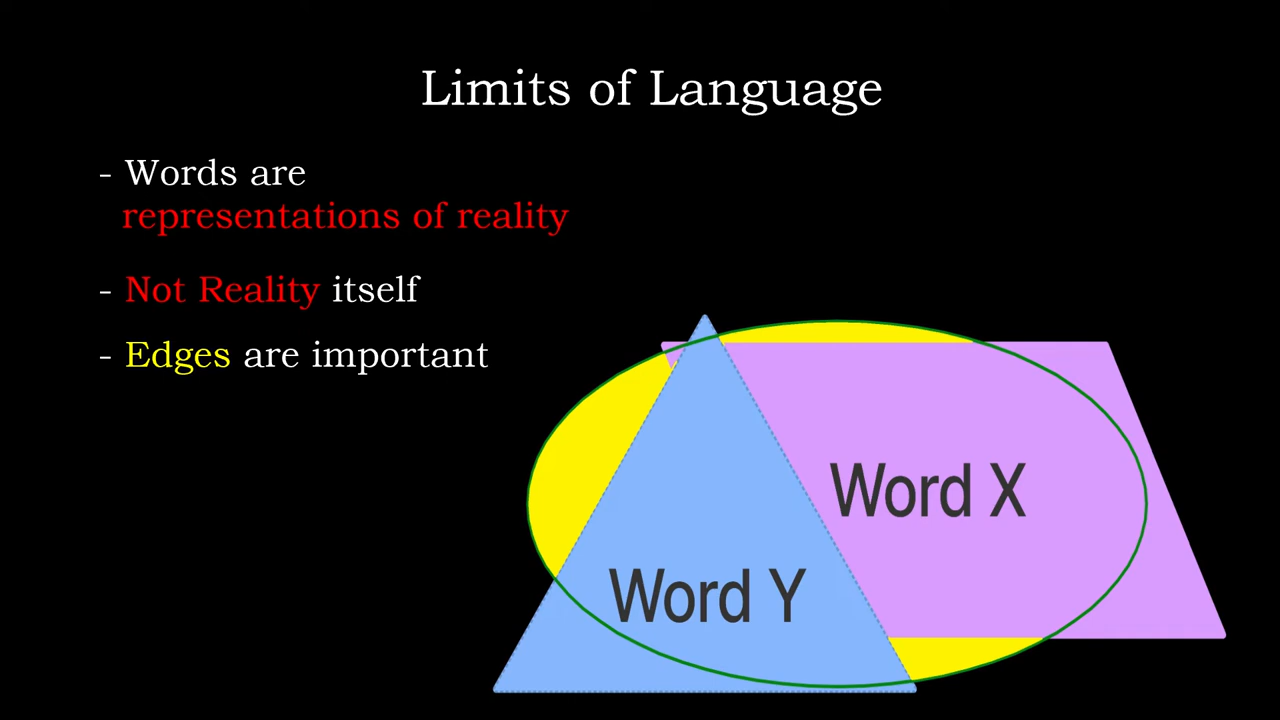 Limits of Language
- Words are
representations of reality
- Not Reality itself
- Edges are important
Word X
Word Y